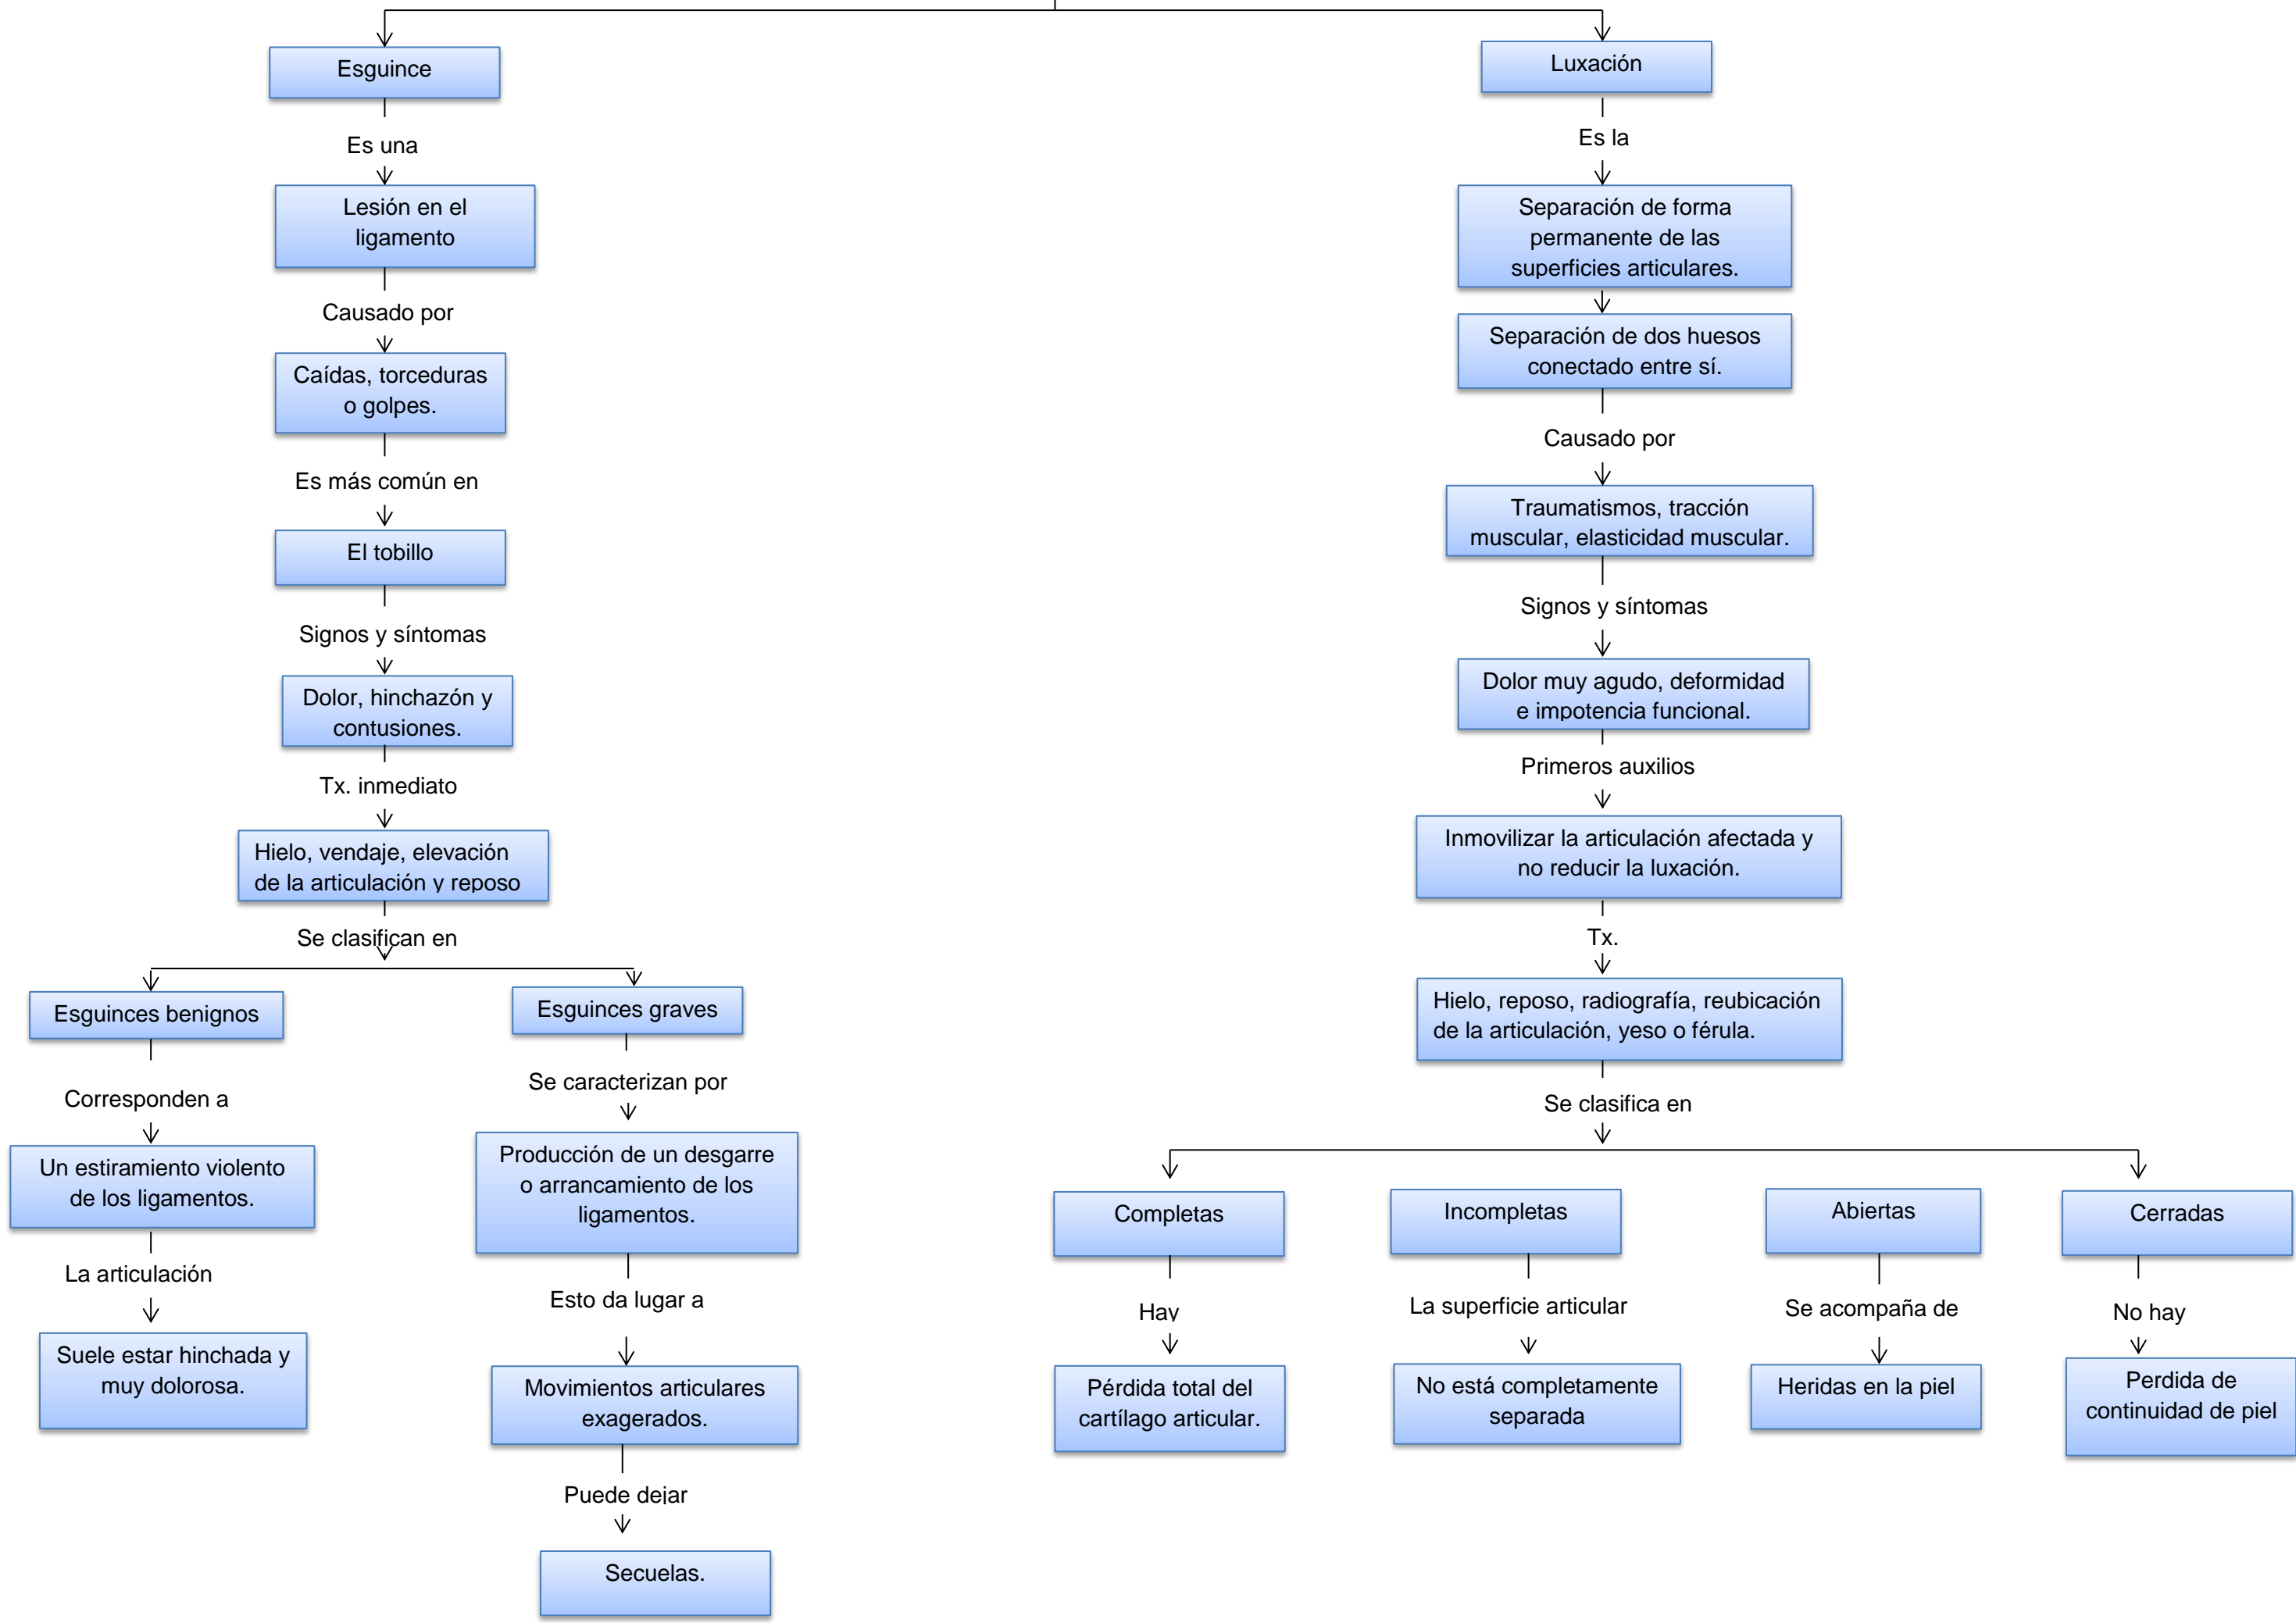 Esguince
Es una
Lesión en el
ligamento
Causado por
Caídas, torceduras
o golpes.
Es más común en
El tobillo
Signos y síntomas
Dolor, hinchazón y
contusiones.
Tx. inmediato
Hielo, vendaje, elevación
de la articulación y reposo
Se clasifican en
Esguinces benignos
Corresponden a
Un estiramiento violento
de los ligamentos.
La articulación
Suele estar hinchada y
muy dolorosa.
Esguinces graves
Se caracterizan por
Producción de un desgarre
o arrancamiento de los
ligamentos.
Esto da lugar a
Movimientos articulares
exagerados.
Puede dejar
Secuelas.
Luxación
Es la
Separación de forma
permanente de las
superficies articulares.
Separación de dos huesos
conectado entre sí.
Causado por
Traumatismos, tracción
muscular, elasticidad muscular.
Signos y síntomas
Dolor muy agudo, deformidad
e impotencia funcional.
Primeros auxilios
Inmovilizar la articulación afectada y
no reducir la luxación.
Tx.
Hielo, reposo, radiografía, reubicación
de la articulación, yeso o férula.
Se clasifica en
Completas
Hay
Pérdida total del
cartílago articular.
Incompletas
La superficie articular
No está completamente
separada
Abiertas
Se acompaña de
Heridas en la piel
Cerradas
No hay
Perdida de
continuidad de piel